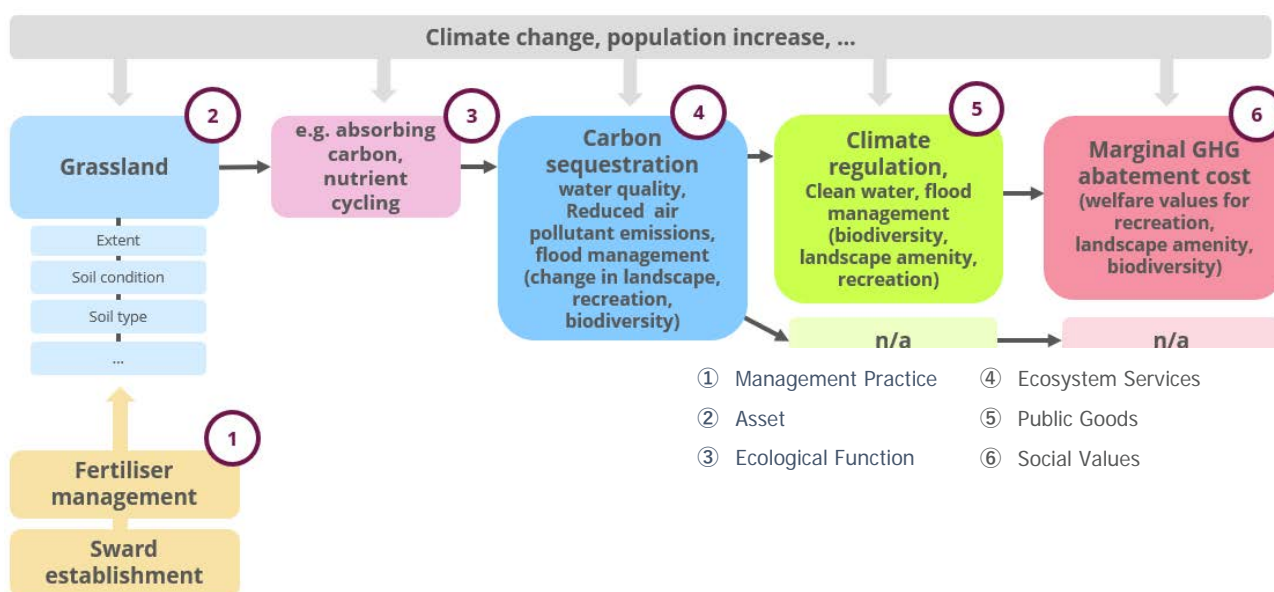 Climate change, population increase, ...
2
Grassland
Extent
Soil condition
Soil type
...
1
Fertiliser
management
Sward
establishment
3
e.g. absorbing
carbon,
nutrient
cycling
4
Carbon
sequestration
water quality,
Reduced air
pollutant emissions,
flood management
(change in landscape,
recreation,
biodiversity)
5
Climate
regulation,
Clean water, flood
management
(biodiversity,
landscape amenity,
recreation)
n/a
6
Marginal GHG
abatement cost
(welfare values for
recreation,
landscape amenity,
biodiversity)
n/a
① Management Practice
② Asset
③ Ecological Function
④ Ecosystem Services
⑤ Public Goods
⑥ Social Values